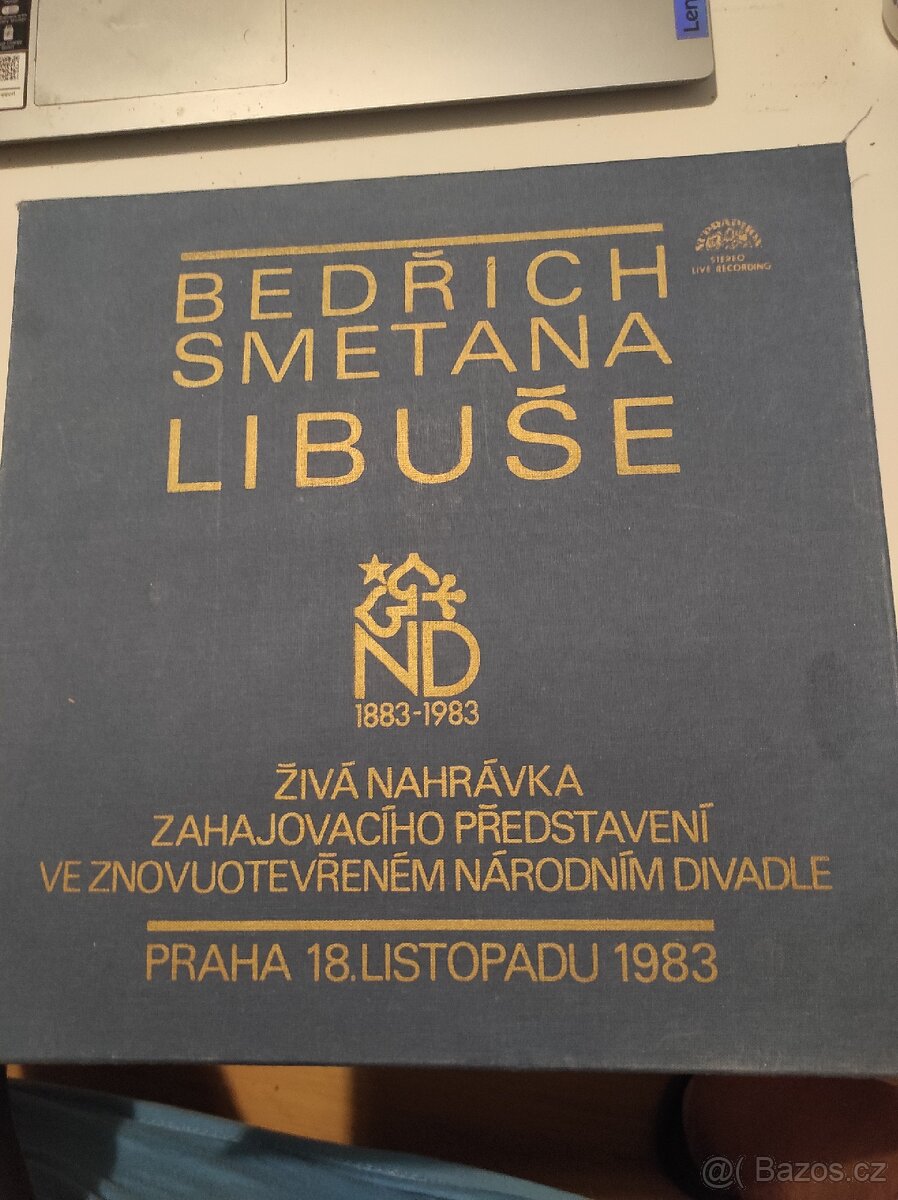 Len
BEDŘICH
SMETANA
LIBUŠE
SUPRAPHON
STEREO
LIVE RECORDING
ND
1883-1983
ŽIVÁ NAHRÁVKA
ZAHAJOVACÍHO PŘEDSTAVENÍ
VE ZNOVUOTEVŘENÉM NÁRODNÍM DIVADLE
PRAHA 18.LISTOPADU 1983
@( Bazos.cz